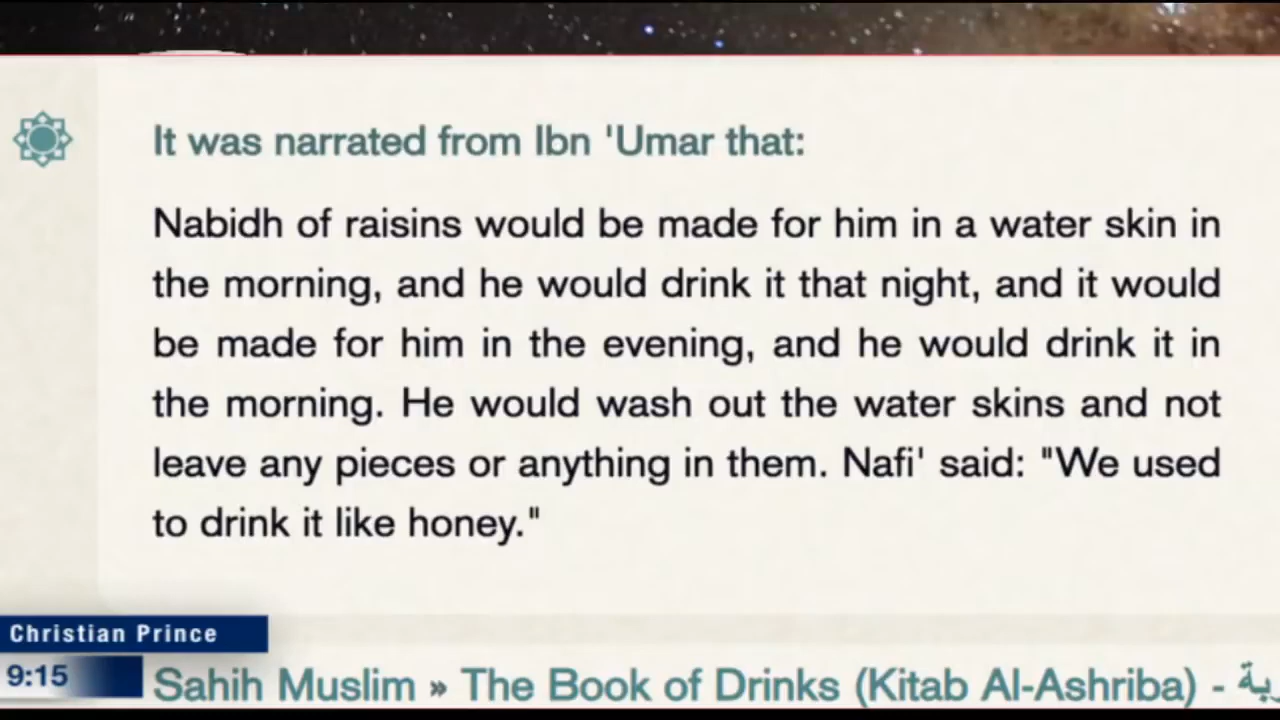 It was narrated from Ibn 'Umar that:
Nabidh of raisins would be made for him in a water skin in
the morning, and he would drink it that night, and it would
be made for him in the evening, and he would drink it in
the morning. He would wash out the water skins and not
leave any pieces or anything in them. Nafi' said: "We used
to drink it like honey."
Christian Prince
9:15
Sahih Muslim » The Book of Drinks (Kitab Al-Ashriba) -